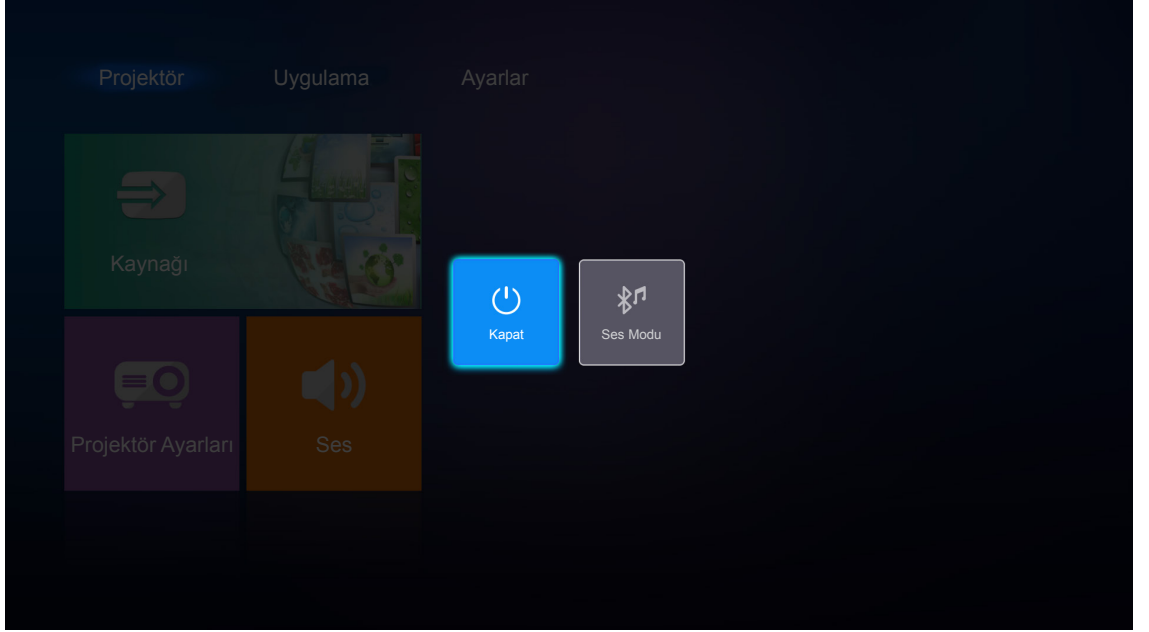 Projektör
Uygulama
Ayarlar
Kaynağı
Kapat
Ses Modu
Projektör Ayarları
Ses